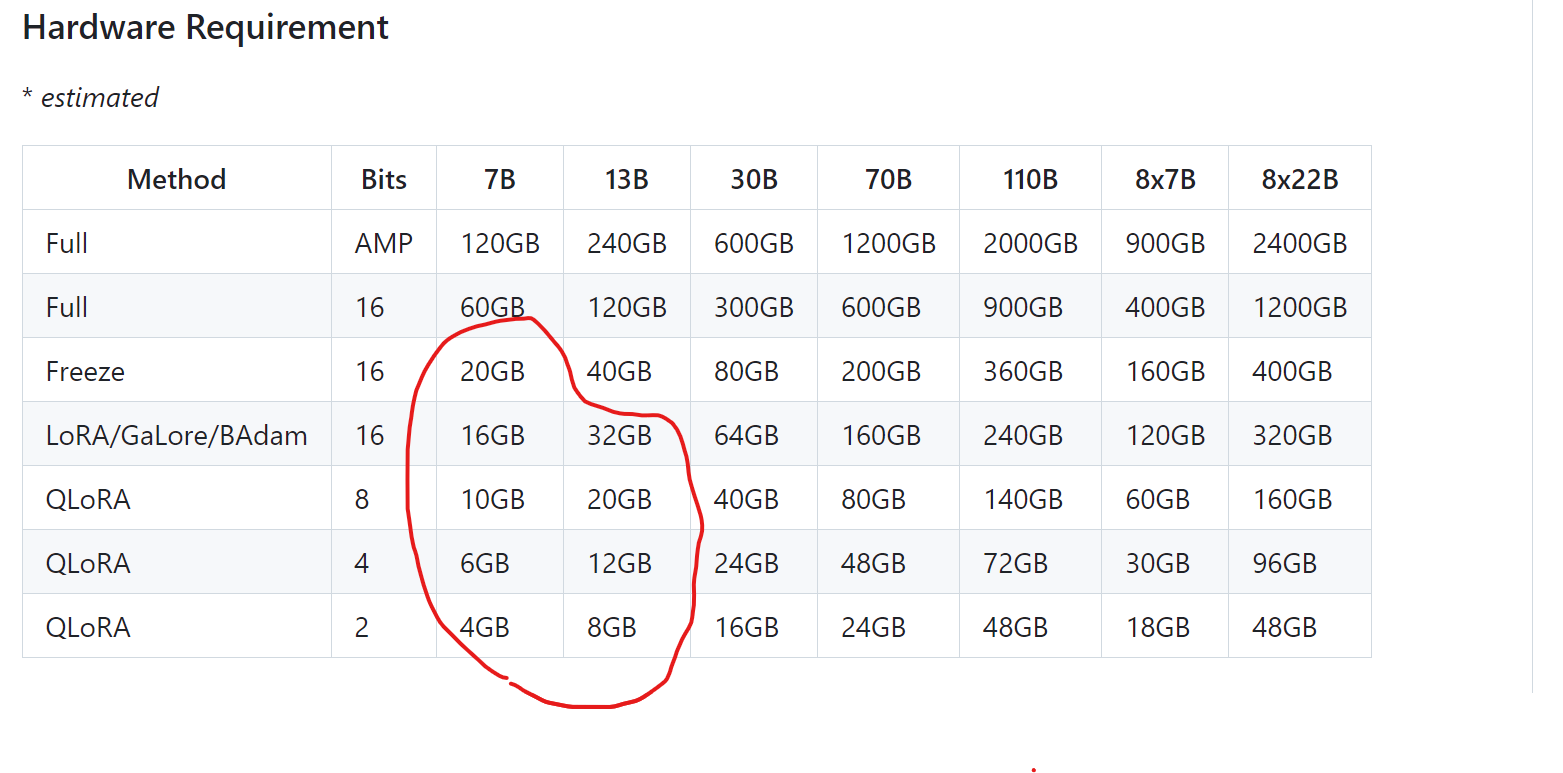 Hardware Requirement
* estimated
Method Bits 7B 13B 30B 70B 110B 8x7B 8x22B
Full AMP 120GB 240GB 600GB 1200GB 2000GB 900GB 2400GB
Full 16 60GB 120GB 300GB 600GB 900GB 400GB 1200GB
Freeze 16 20GB 40GB 80GB 200GB 360GB 160GB 400GB
LoRA/GaLore/BAdam 16 16GB 32GB 64GB 160GB 240GB 120GB 320GB
QLoRA 8 10GB 20GB 40GB 80GB 140GB 60GB 160GB
QLoRA 4 6GB 12GB 24GB 48GB 72GB 30GB 96GB
QLoRA 2 4GB 8GB 16GB 24GB 48GB 18GB 48GB